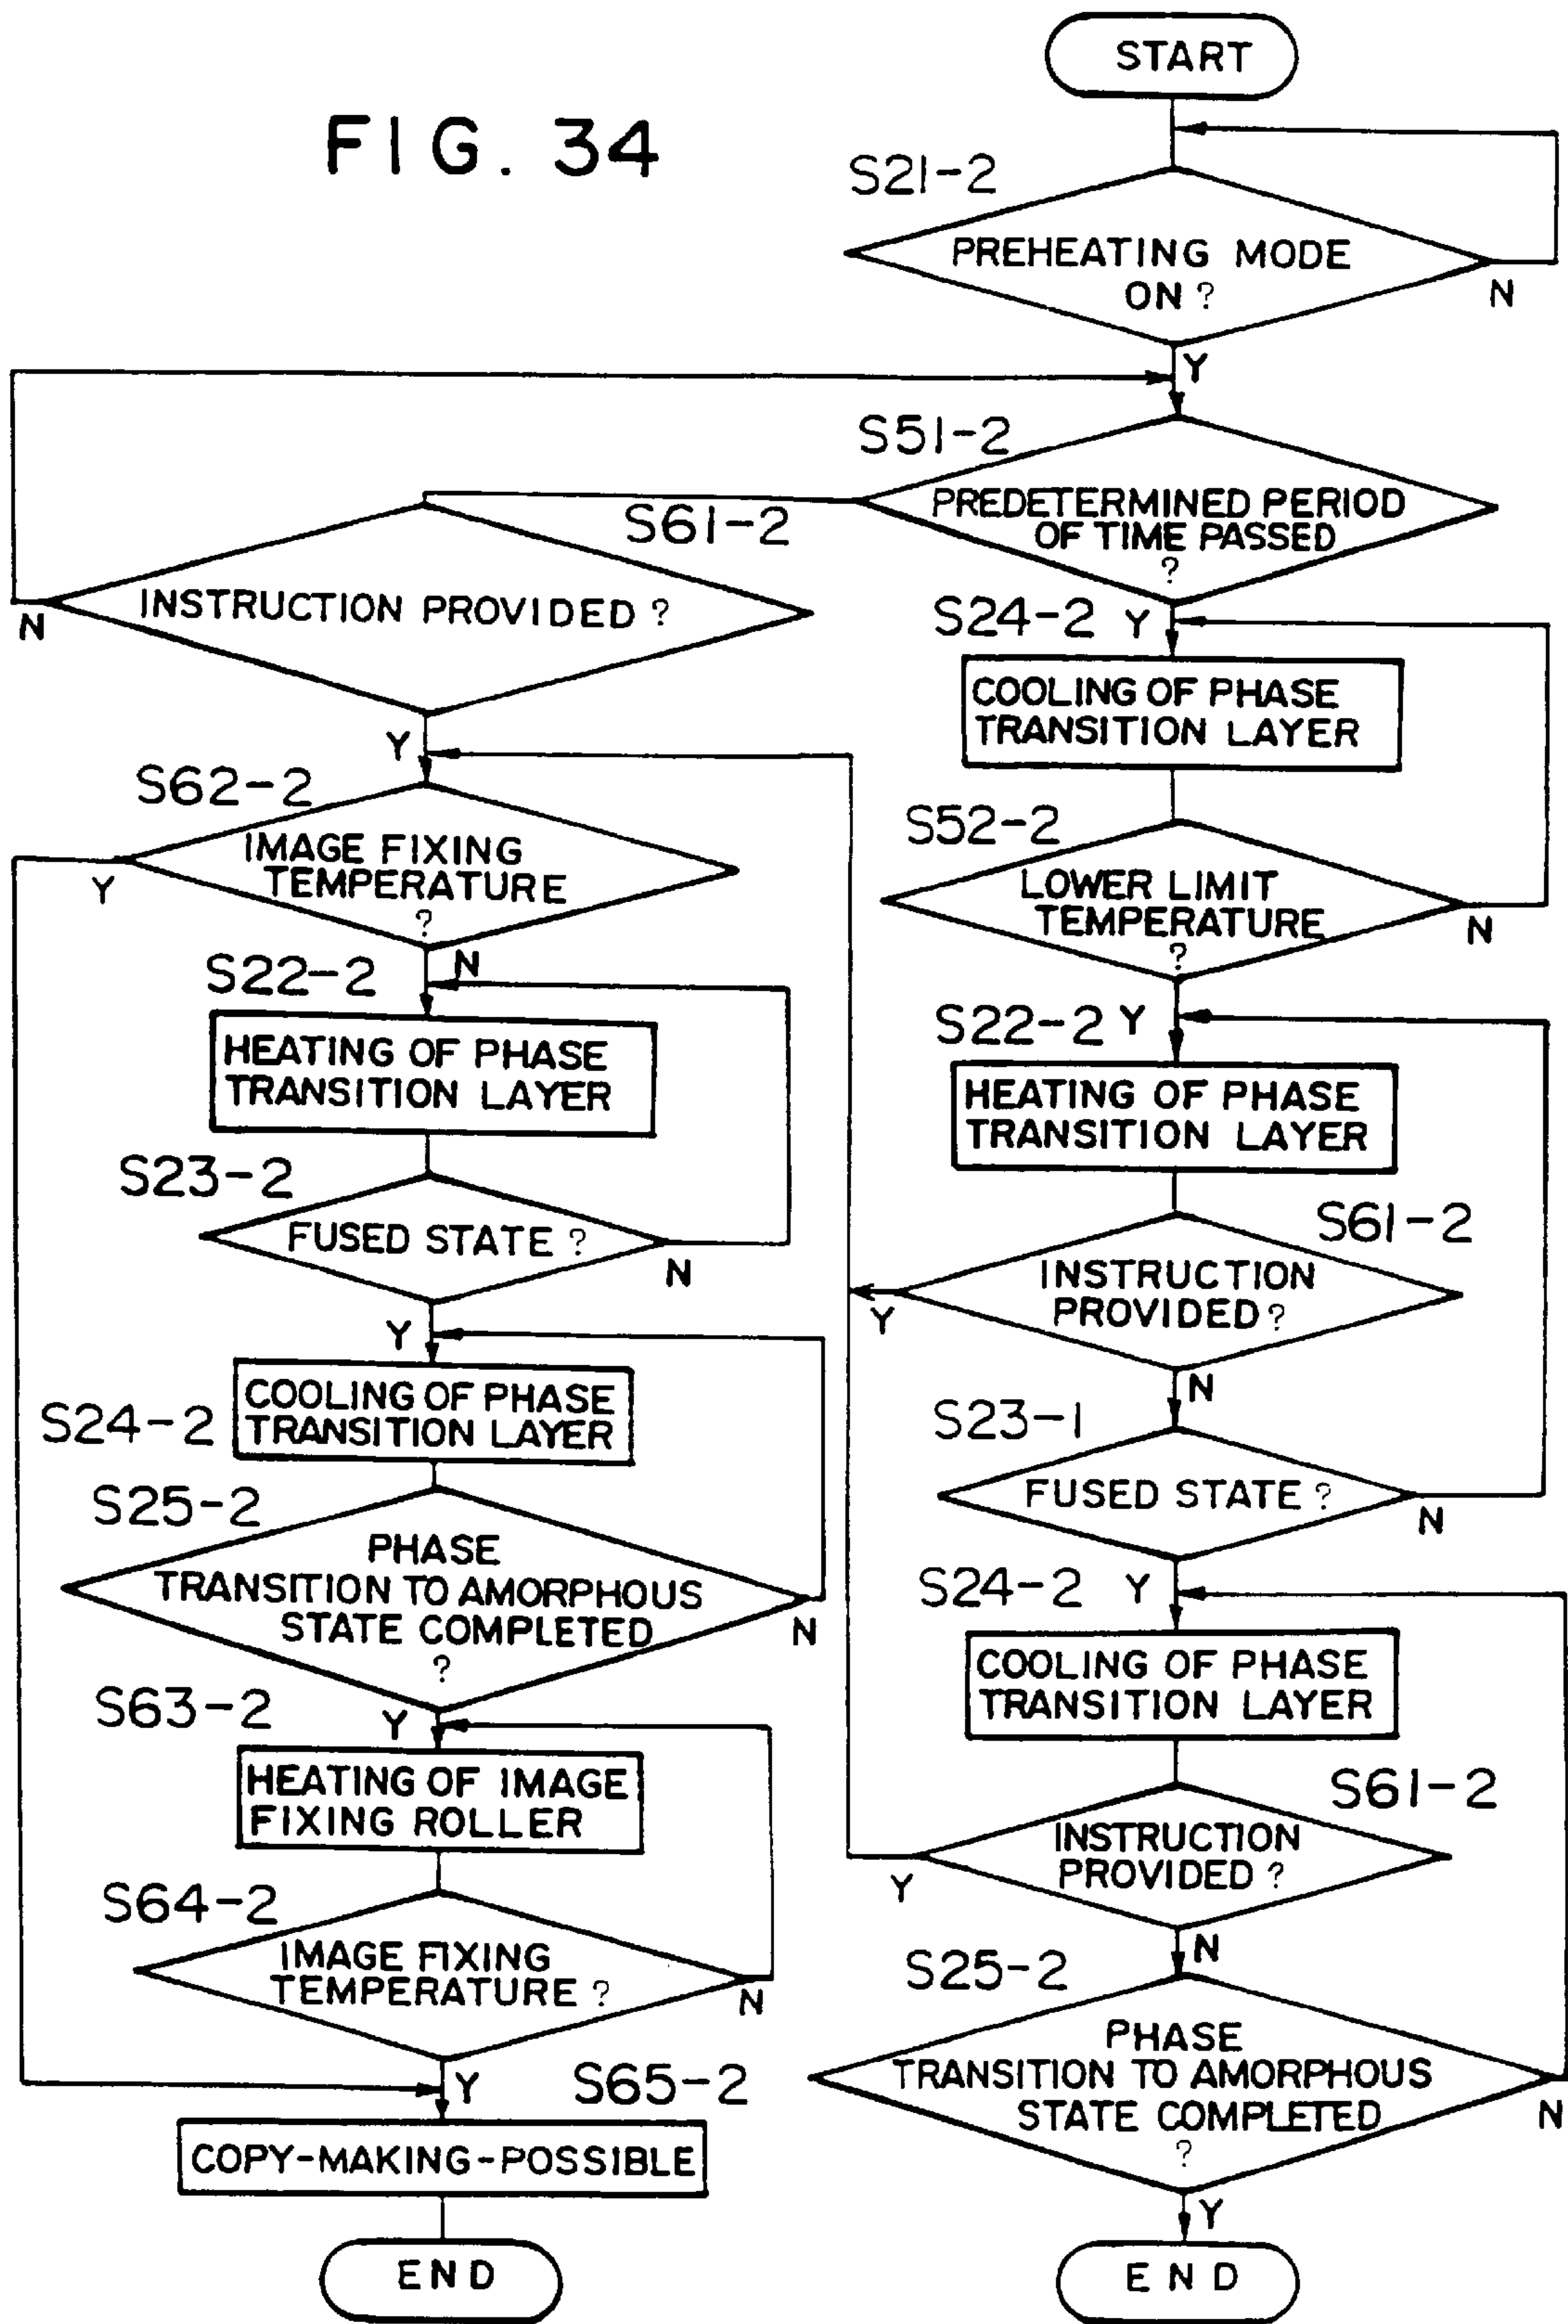 FIG. 34
START
S21-2
PREHEATING MODE
ON ?
N
Y
S51-2
PREDETERMINED PERIOD
OF TIME PASSED
?
S61-2
INSTRUCTION PROVIDED ?
N
Y
S62-2
IMAGE FIXING
TEMPERATURE
?
Y
N
S22-2
HEATING OF PHASE
TRANSITION LAYER
S23-2
FUSED STATE ?
N
Y
S24-2
COOLING OF PHASE
TRANSITION LAYER
S25-2
PHASE
TRANSITION TO AMORPHOUS
STATE COMPLETED
?
N
S63-2
Y
HEATING OF IMAGE
FIXING ROLLER
S64-2
IMAGE FIXING
TEMPERATURE ?
N
Y
S65-2
COPY-MAKING-POSSIBLE
END
S24-2
Y
COOLING OF PHASE
TRANSITION LAYER
S52-2
LOWER LIMIT
TEMPERATURE
?
N
S22-2
Y
HEATING OF PHASE
TRANSITION LAYER
S61-2
INSTRUCTION
PROVIDED ?
Y
N
S23-1
FUSED STATE ?
N
S24-2
Y
COOLING OF PHASE
TRANSITION LAYER
S61-2
INSTRUCTION
PROVIDED ?
Y
N
S25-2
PHASE
TRANSITION TO AMORPHOUS
STATE COMPLETED
?
N
Y
END